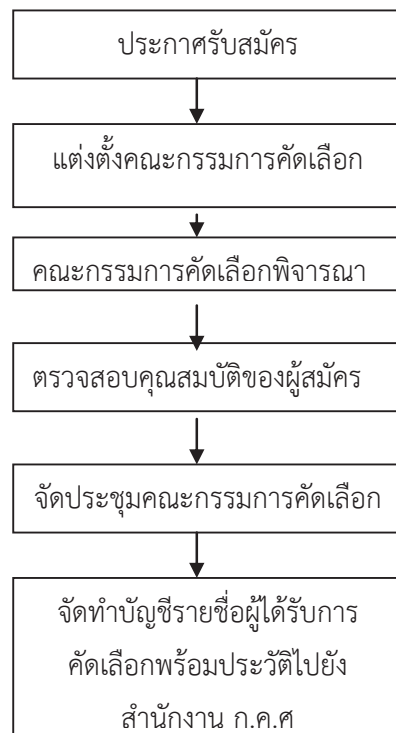 ประกาศรับสมัคร
แต่งตั้งคณะกรรมการคัดเลือก
คณะกรรมการคัดเลือกพิจารณา
ตรวจสอบคุณสมบัติของผู้สมัคร
จัดประชุมคณะกรรมการคัดเลือก
จัดทำบัญชีรายชื่อผู้ได้รับการ
คัดเลือกพร้อมประวัติไปยัง
สำนักงาน ก.ค.ศ